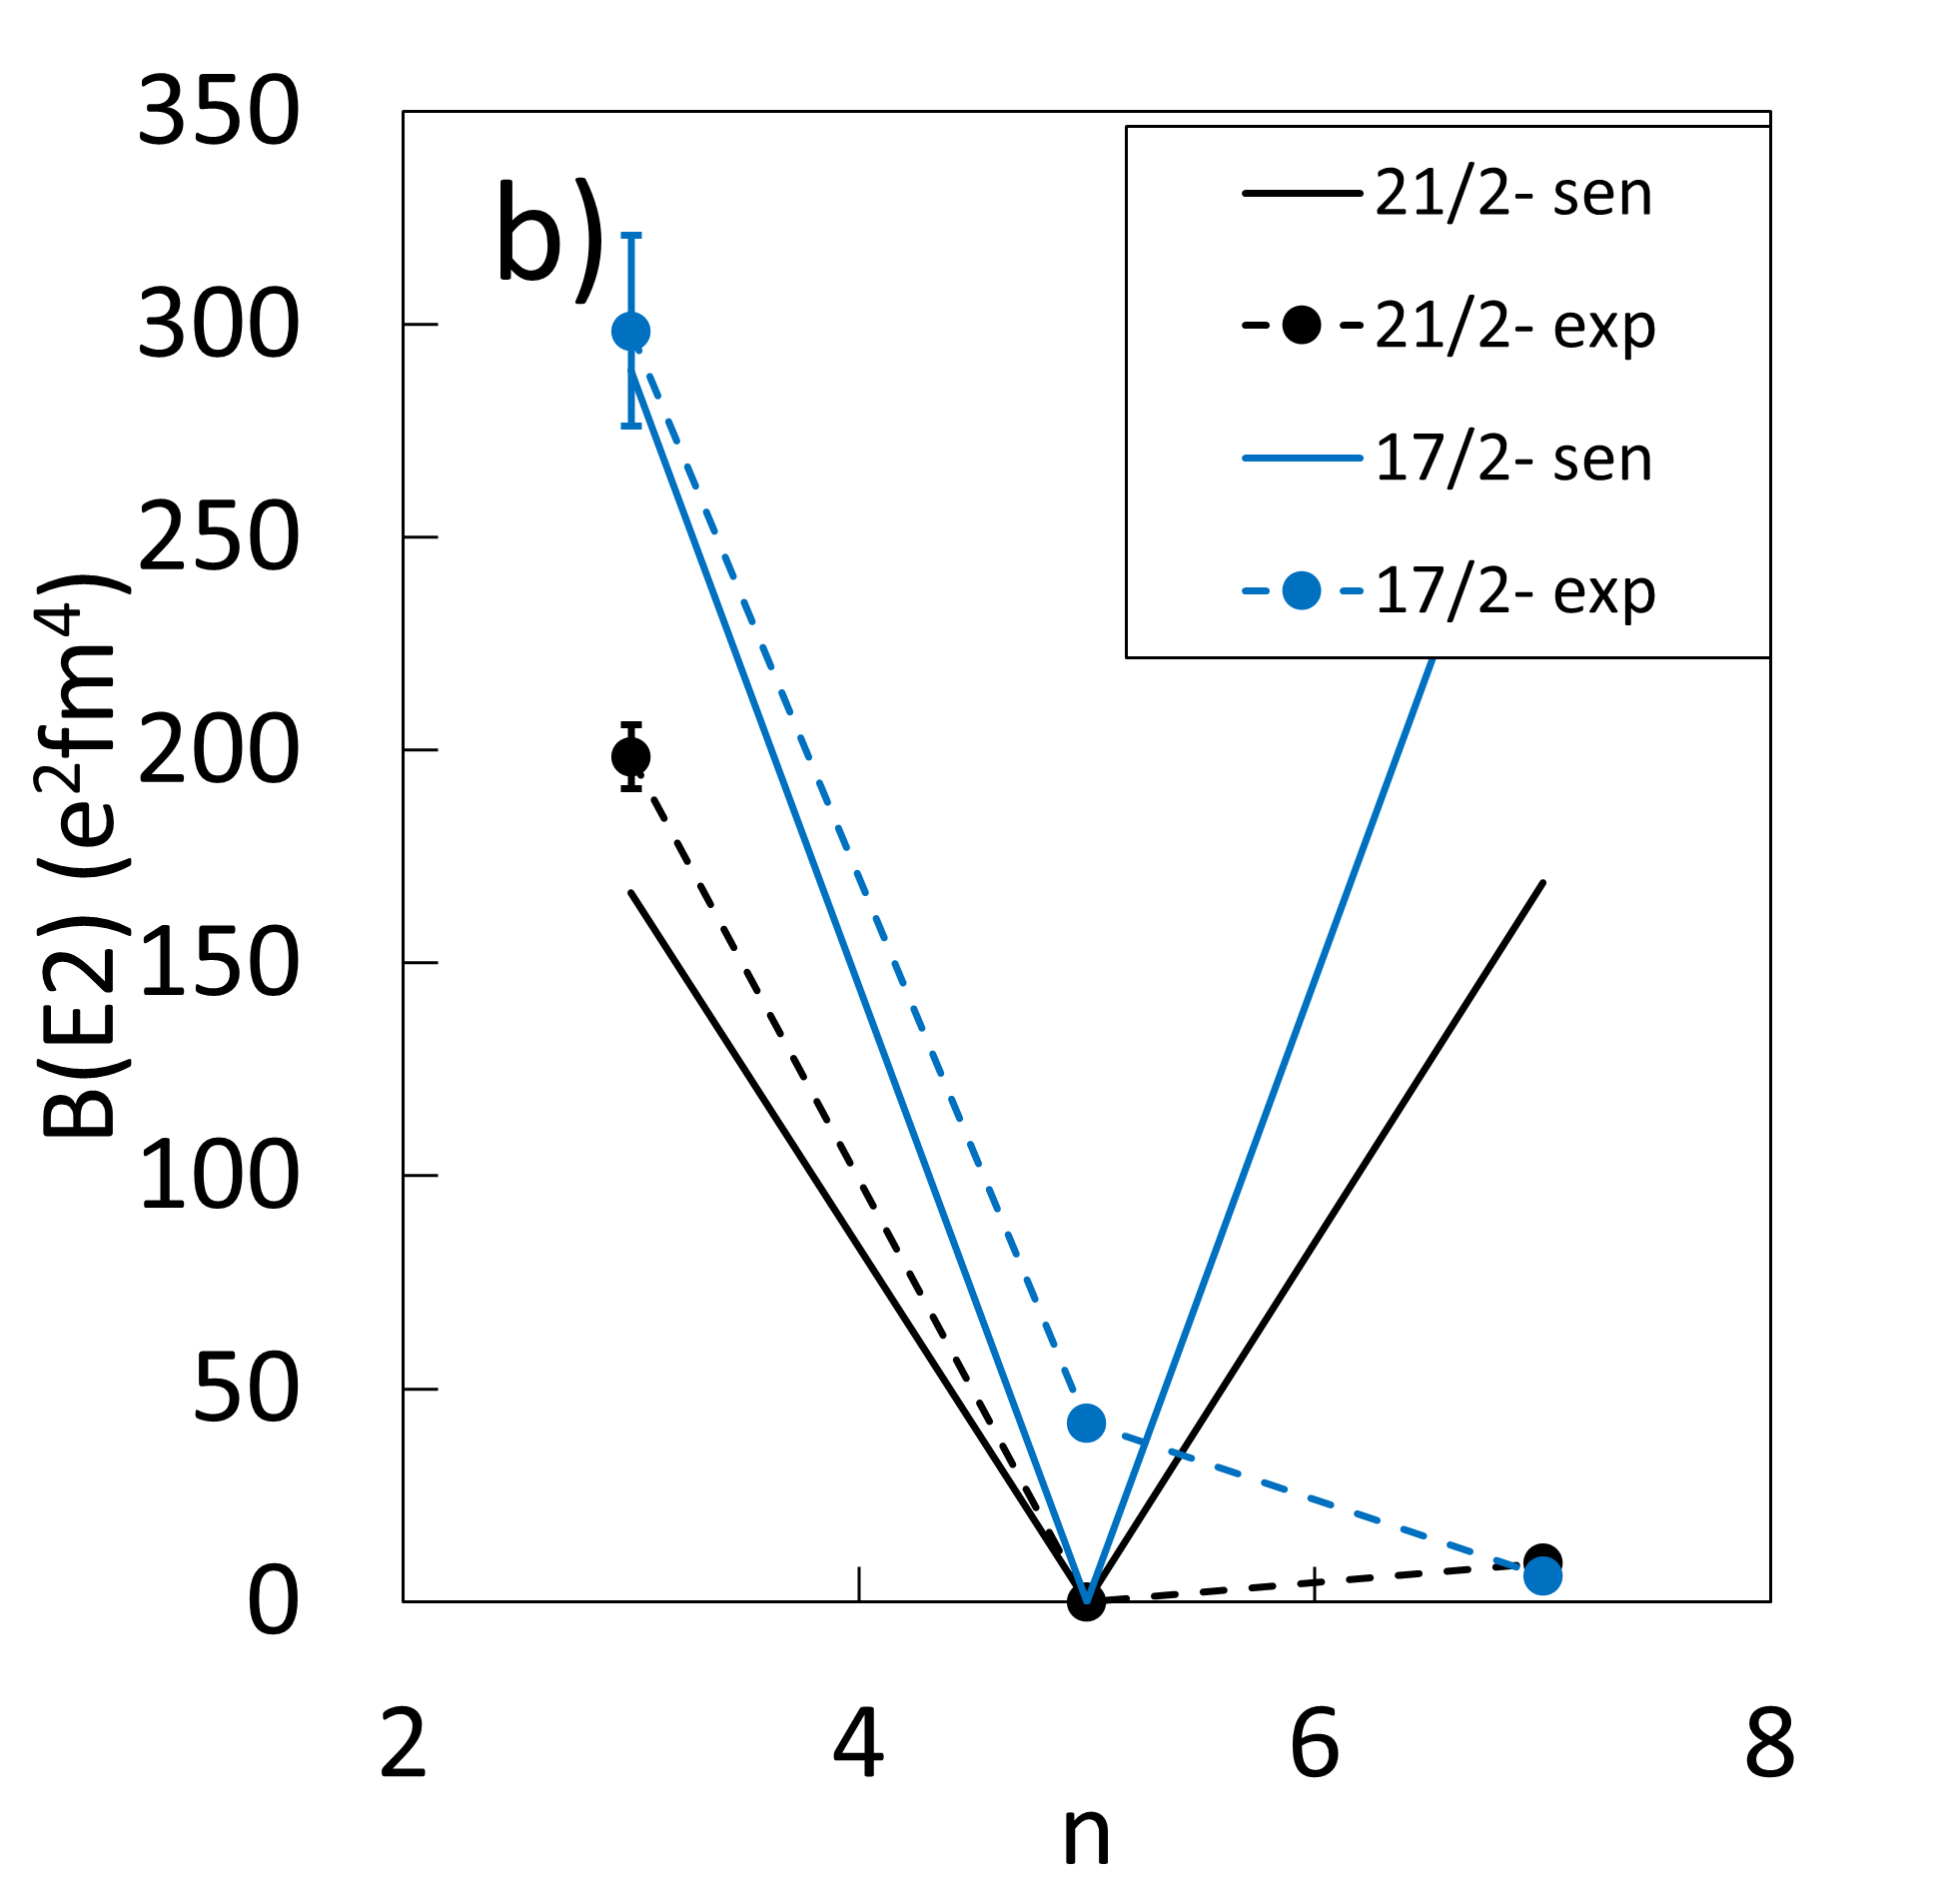 350
300
250
200
150
100
50
0
B(E2) (e²fm⁴)
b)
21/2- sen
21/2- exp
17/2- sen
17/2- exp
2 4 6 8
n